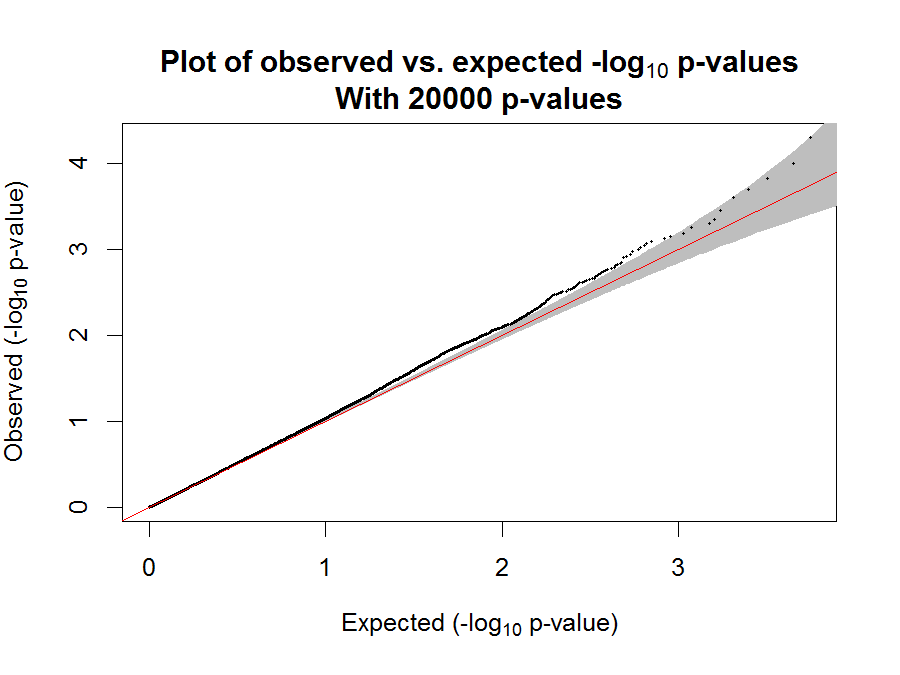 Plot of observed vs. expected -log10 p-values
With 20000 p-values
Observed (-log10 p-value)
4
3
2
1
0
0 1 2 3
Expected (-log10 p-value)